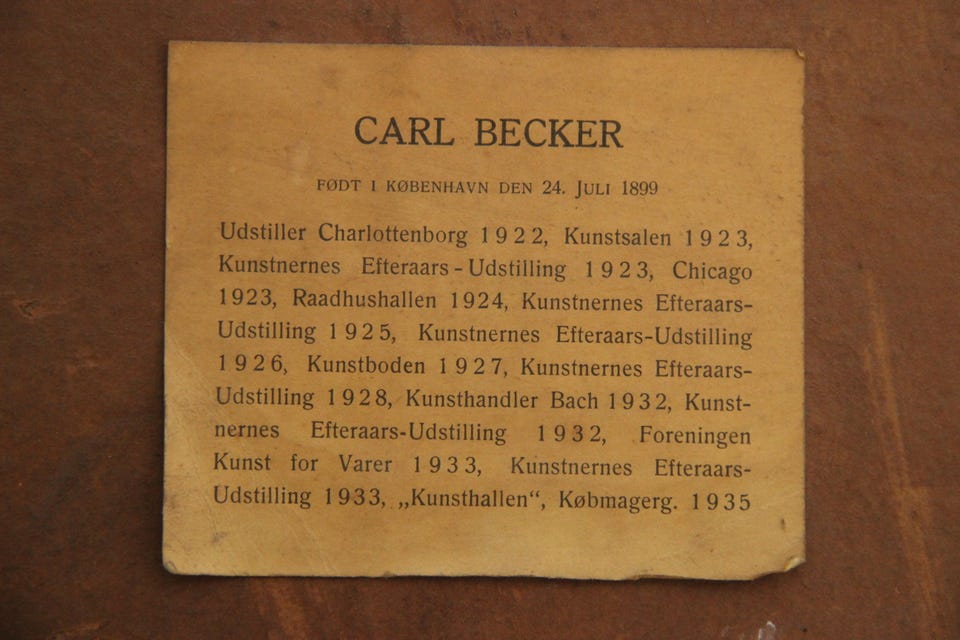 CARL BECKER
FØDT I KØBENHAVN DEN 24. JULI 1899
Udstiller Charlottenborg 1922, Kunstsalen 1923,
Kunstnernes Efteraars-Udstilling 1923, Chicago
1923, Raadhushallen 1924, Kunstnernes Efteraars-
Udstilling 1925, Kunstnernes Efteraars-Udstilling
1926, Kunstboden 1927, Kunstnernes Efteraars-
Udstilling 1928, Kunsthandler Bach 1932, Kunst-
nernes Efteraars-Udstilling 1932, Foreningen
Kunst for Varer 1933, Kunstnernes Efteraars-
Udstilling 1933, „Kunsthallen“, Købmagerg. 1935